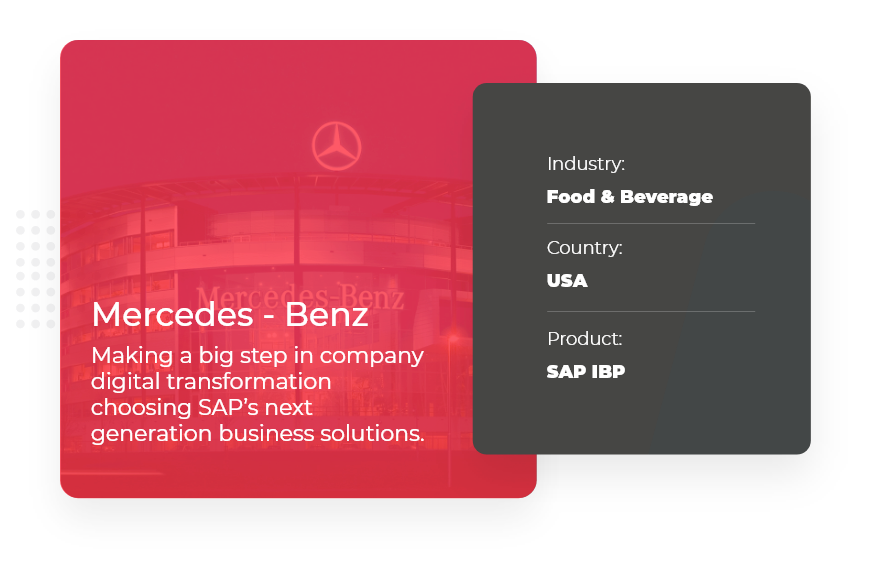 Mercedes-Benz
Mercedes - Benz
Making a big step in company
digital transformation
choosing SAP’s next
generation business solutions.
Industry:
Food & Beverage
Country:
USA
Product:
SAP IBP